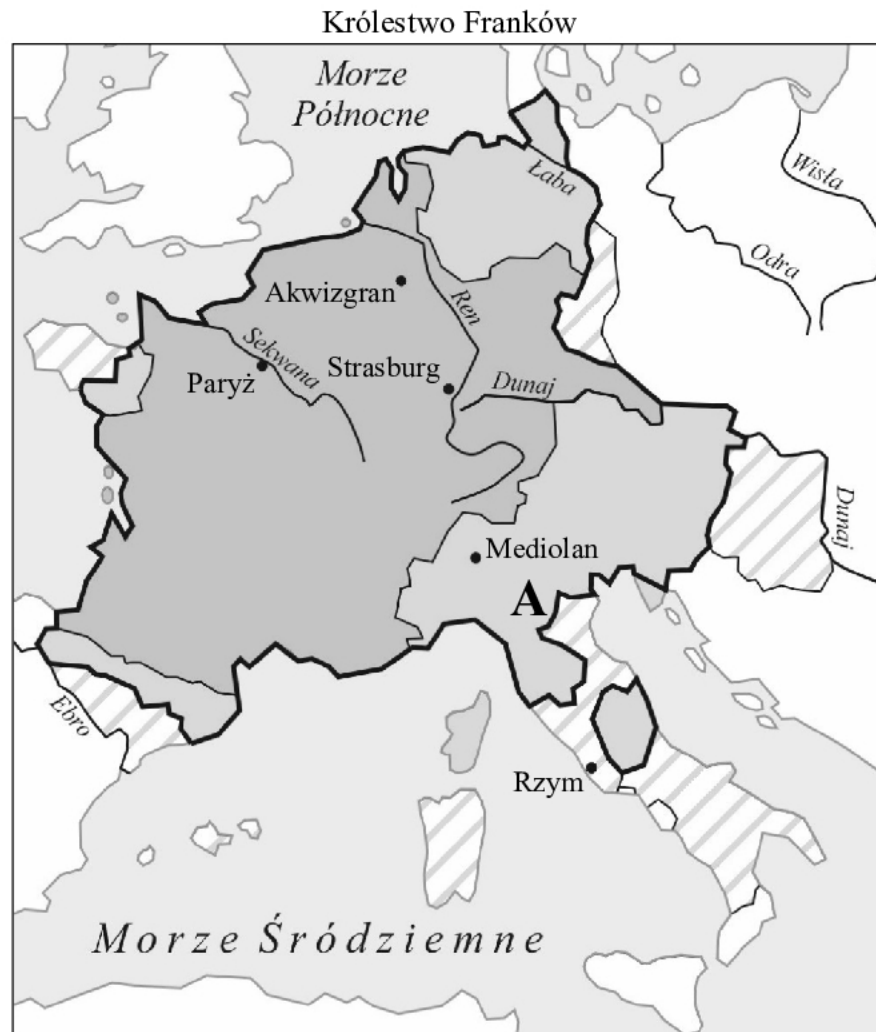 Królestwo Franków
Morze
Północne
Łaba
Wisła
Odra
Akwizgran
Ren
Sekwana
Paryż
Strasburg
Dunaj
Dunaj
Mediolan
A
Ebro
Rzym
Morze Śródziemne